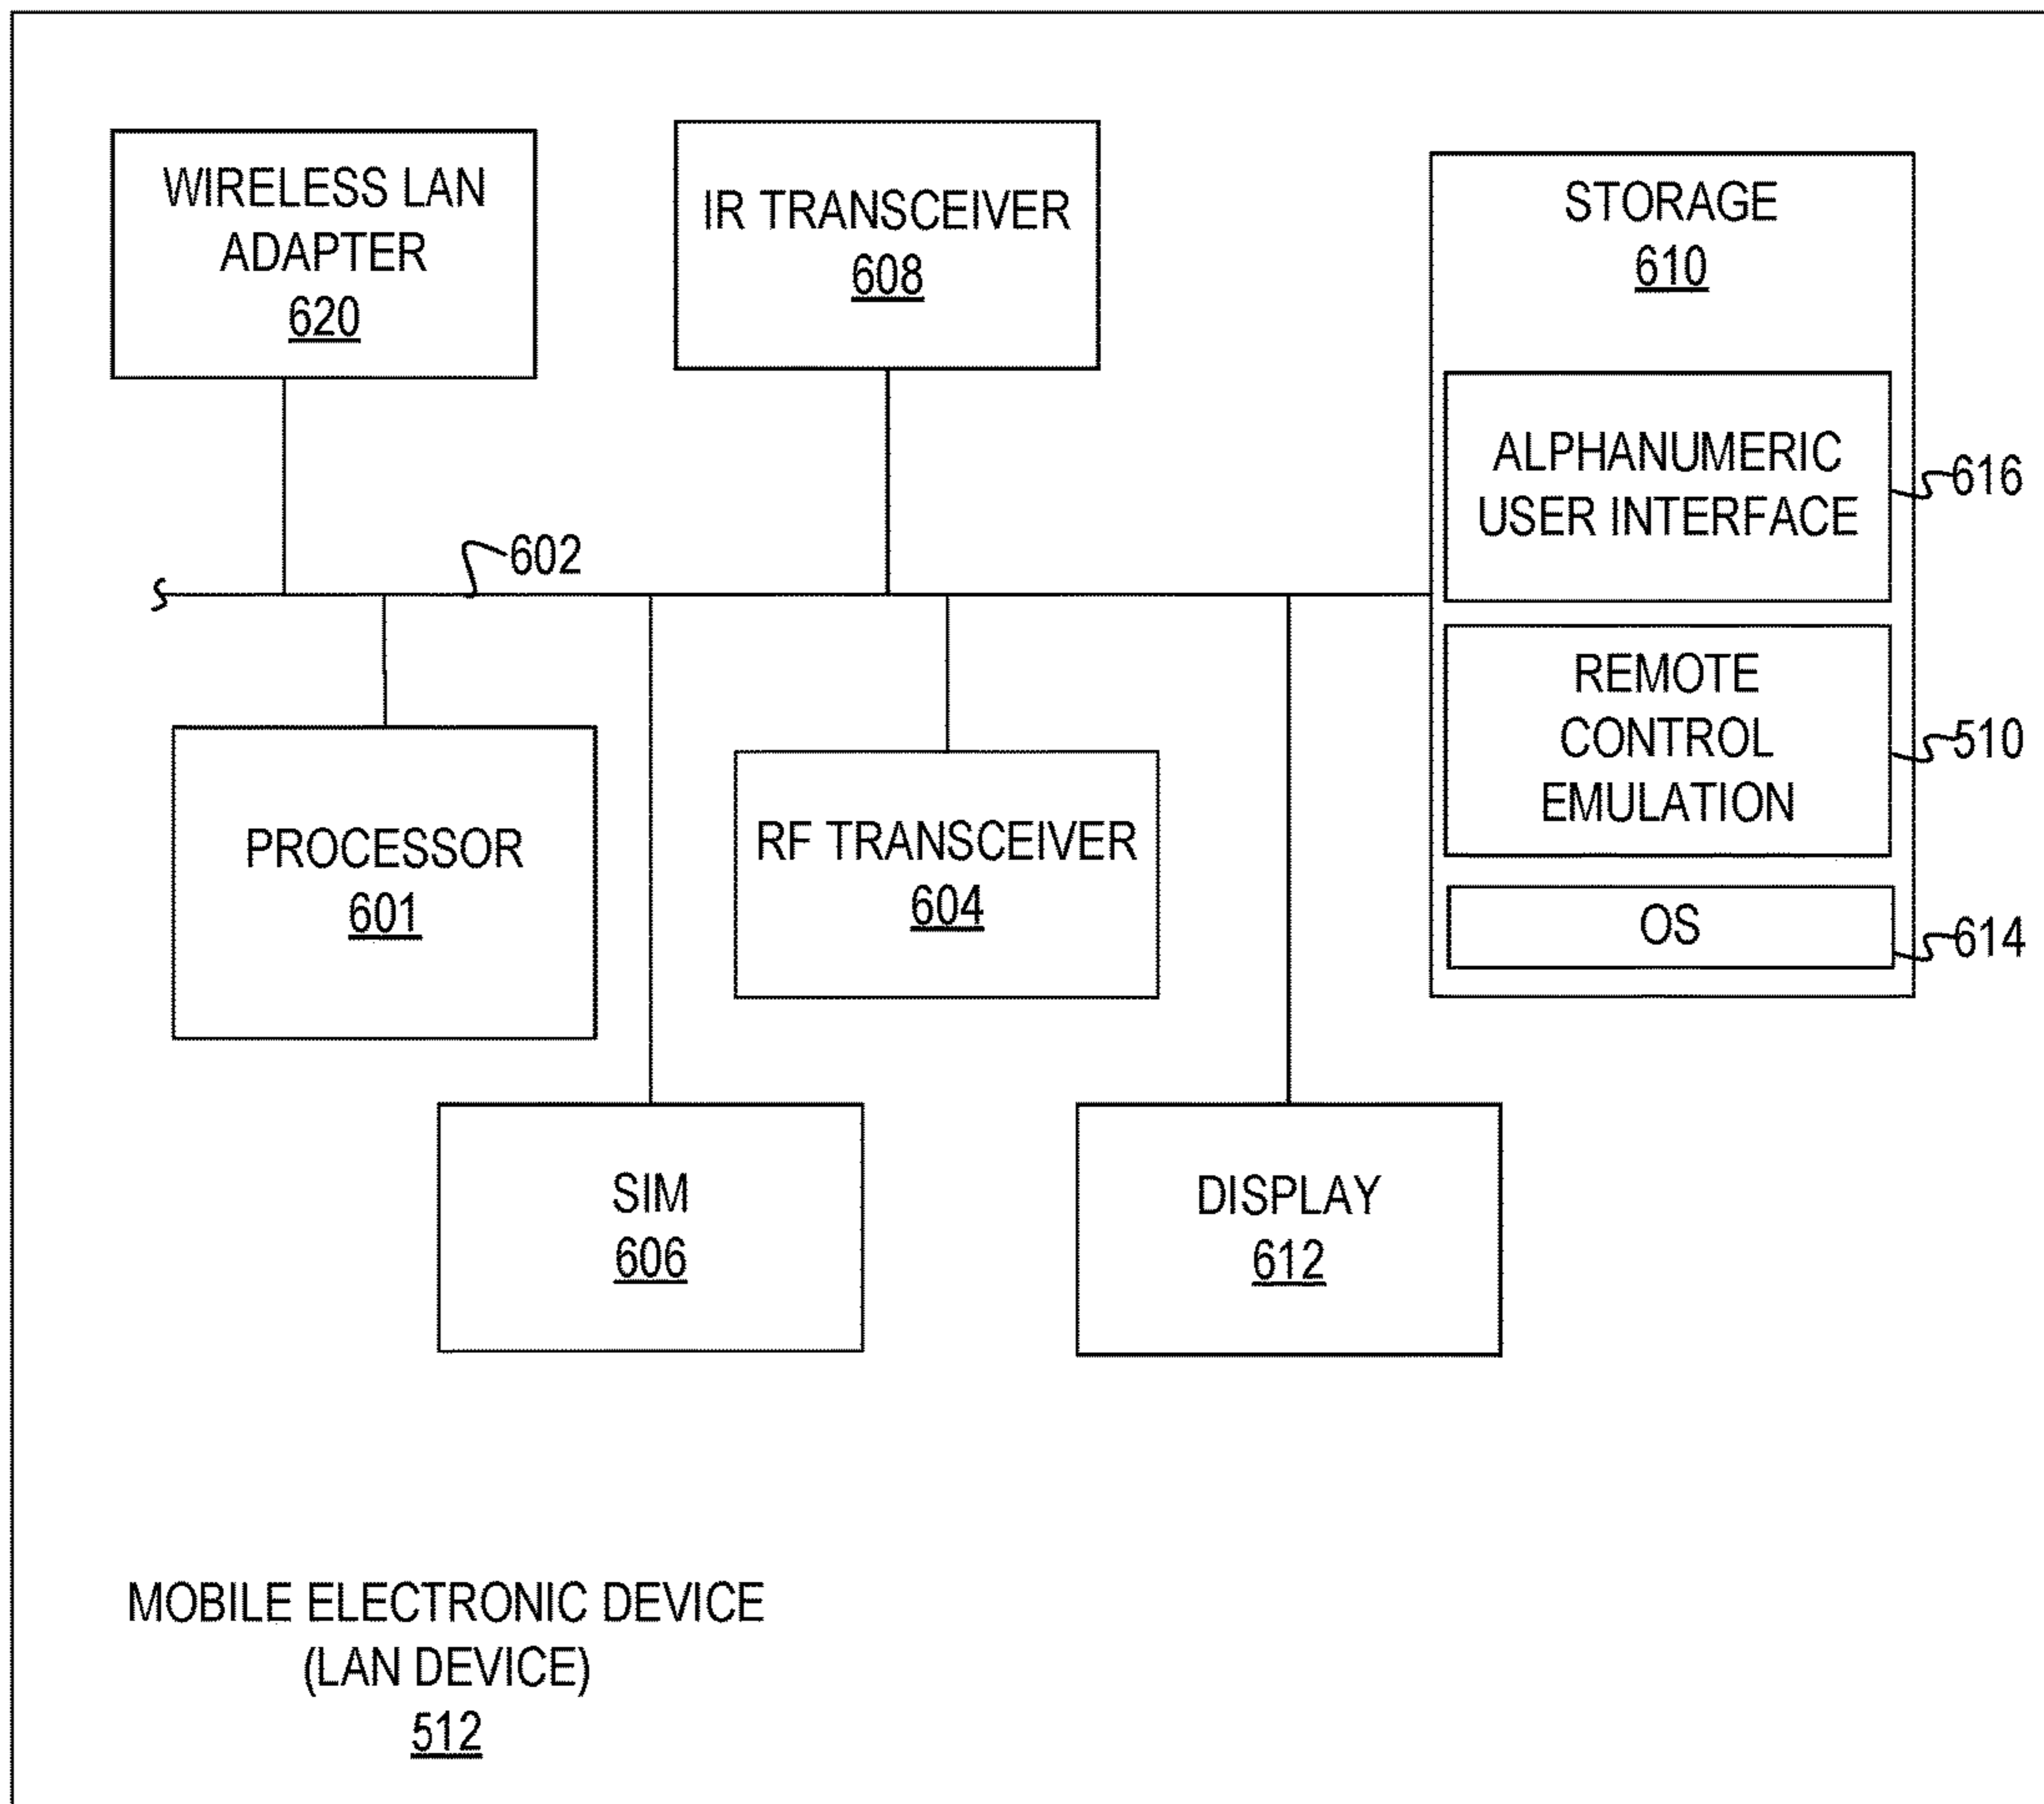 WIRELESS LAN
ADAPTER
620
IR TRANSCEIVER
608
STORAGE
610
ALPHANUMERIC
USER INTERFACE
616
602
REMOTE
CONTROL
EMULATION
510
PROCESSOR
601
RF TRANSCEIVER
604
OS
614
SIM
606
DISPLAY
612
MOBILE ELECTRONIC DEVICE
(LAN DEVICE)
512